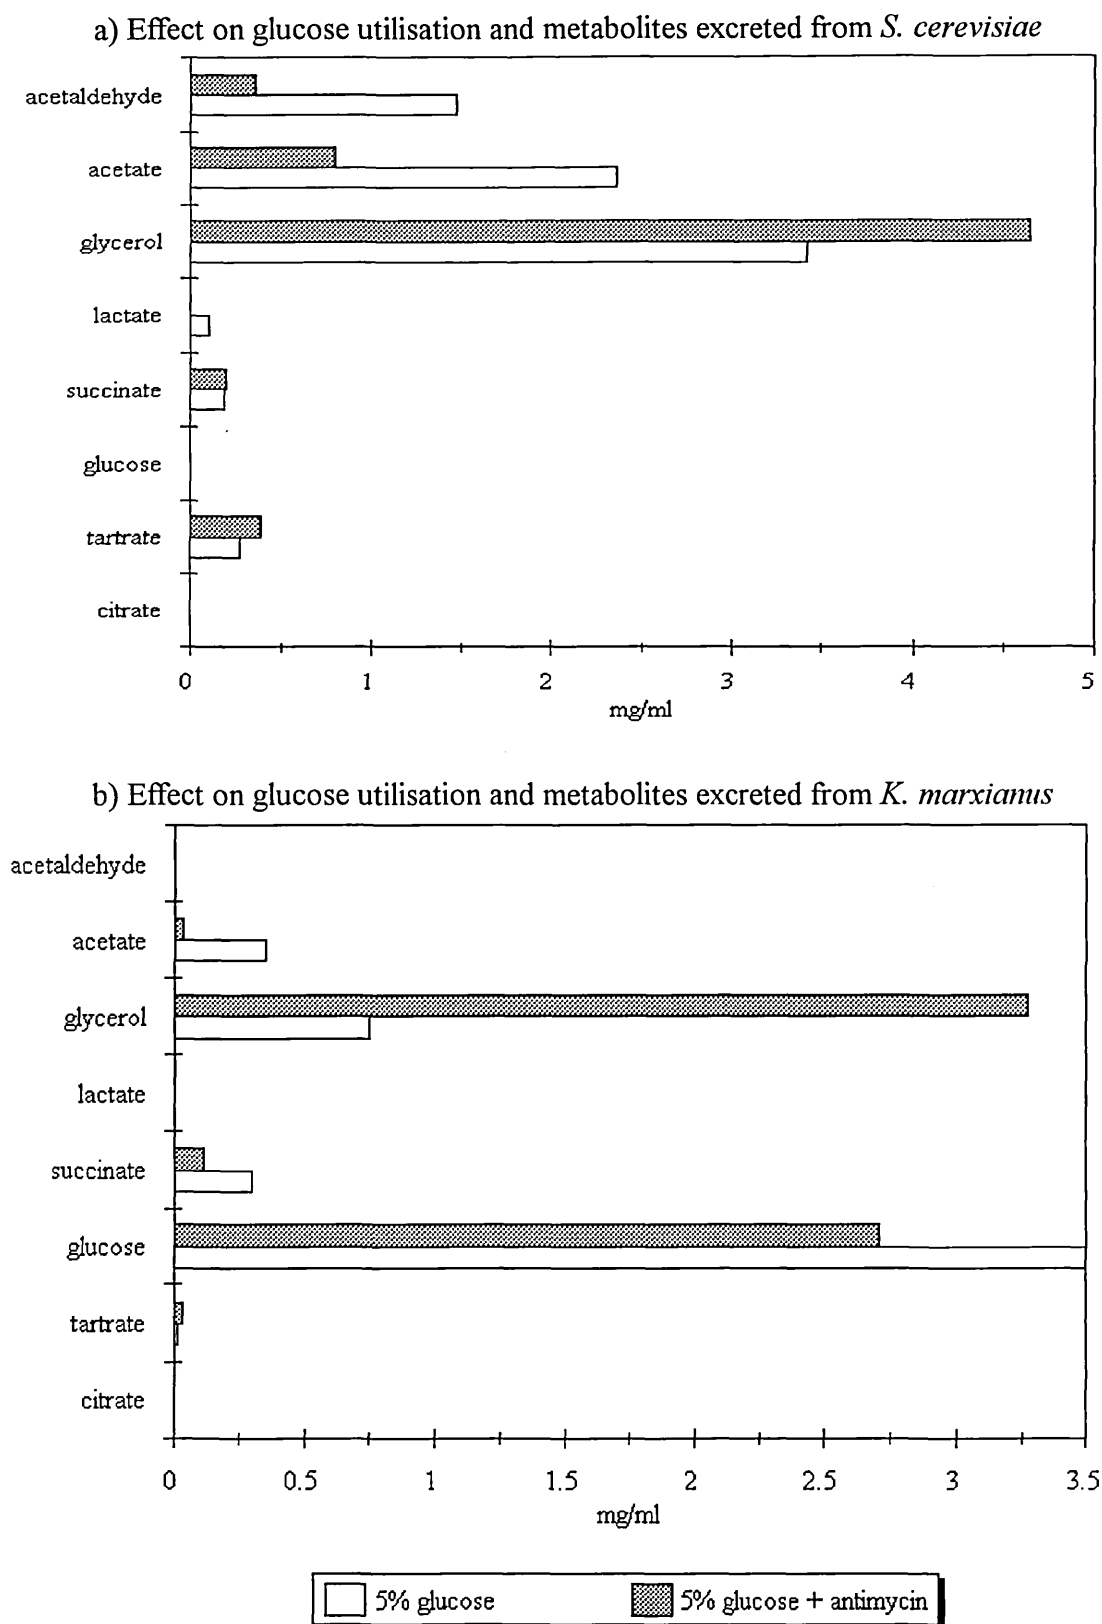 a) Effect on glucose utilisation and metabolites excreted from S. cerevisiae
acetaldehyde
acetate
glycerol
lactate
succinate
glucose
tartrate
citrate
0 1 2 3 4 5
mg/ml
b) Effect on glucose utilisation and metabolites excreted from K. marxianus
acetaldehyde
acetate
glycerol
lactate
succinate
glucose
tartrate
citrate
0 0.5 1 1.5 2 2.5 3 3.5
mg/ml
5% glucose 5% glucose + antimycin